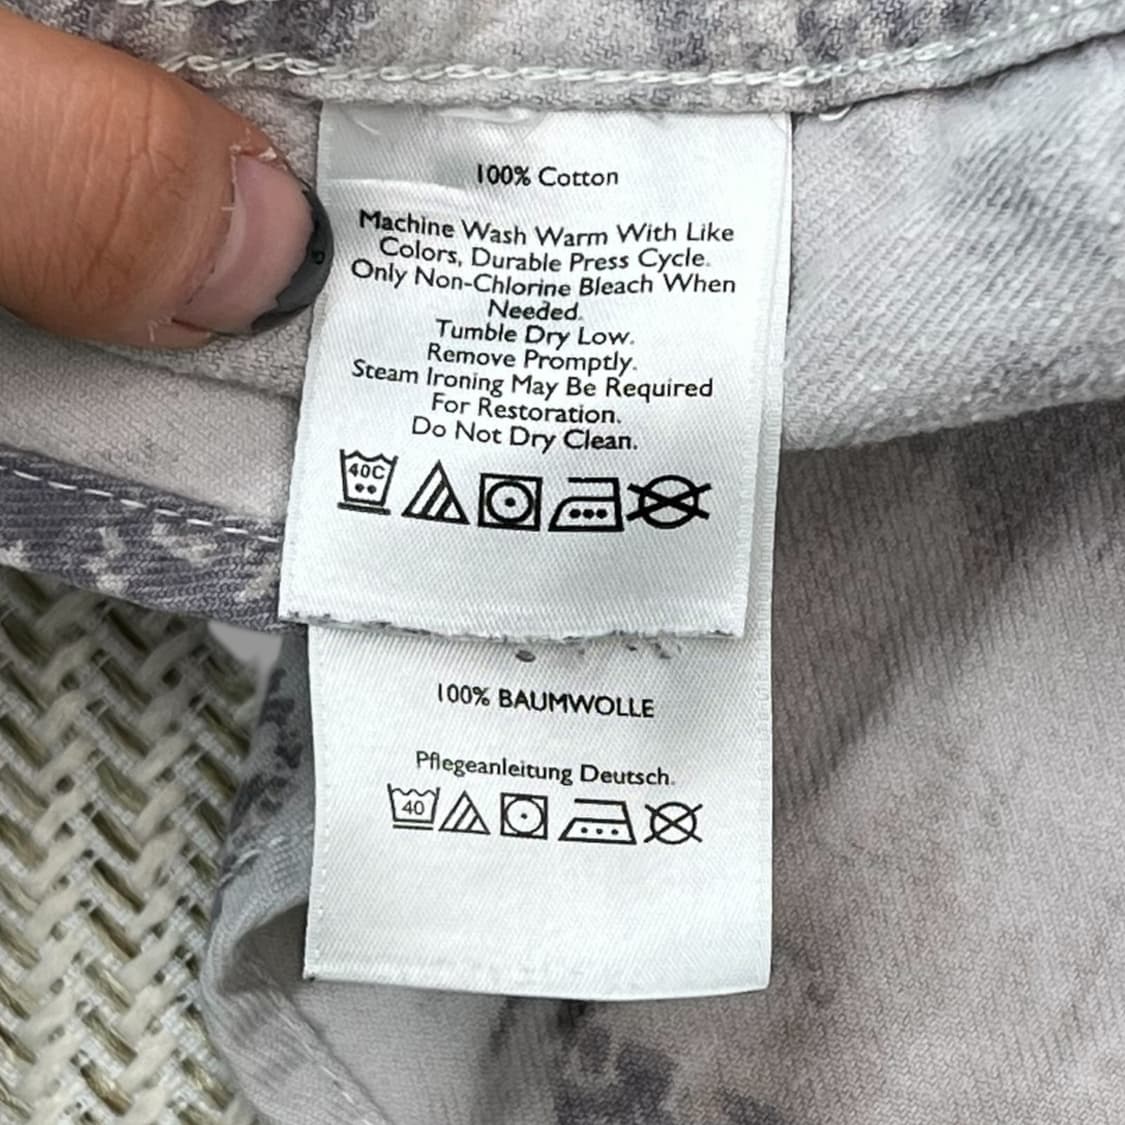 100% Cotton
Machine Wash Warm With Like
Colors, Durable Press Cycle.
Only Non-Chlorine Bleach When
Needed.
Tumble Dry Low.
Remove Promptly.
Steam Ironing May Be Required
For Restoration.
Do Not Dry Clean.
40C
100% BAUMWOLLE
Pflegeanleitung Deutsch.
40